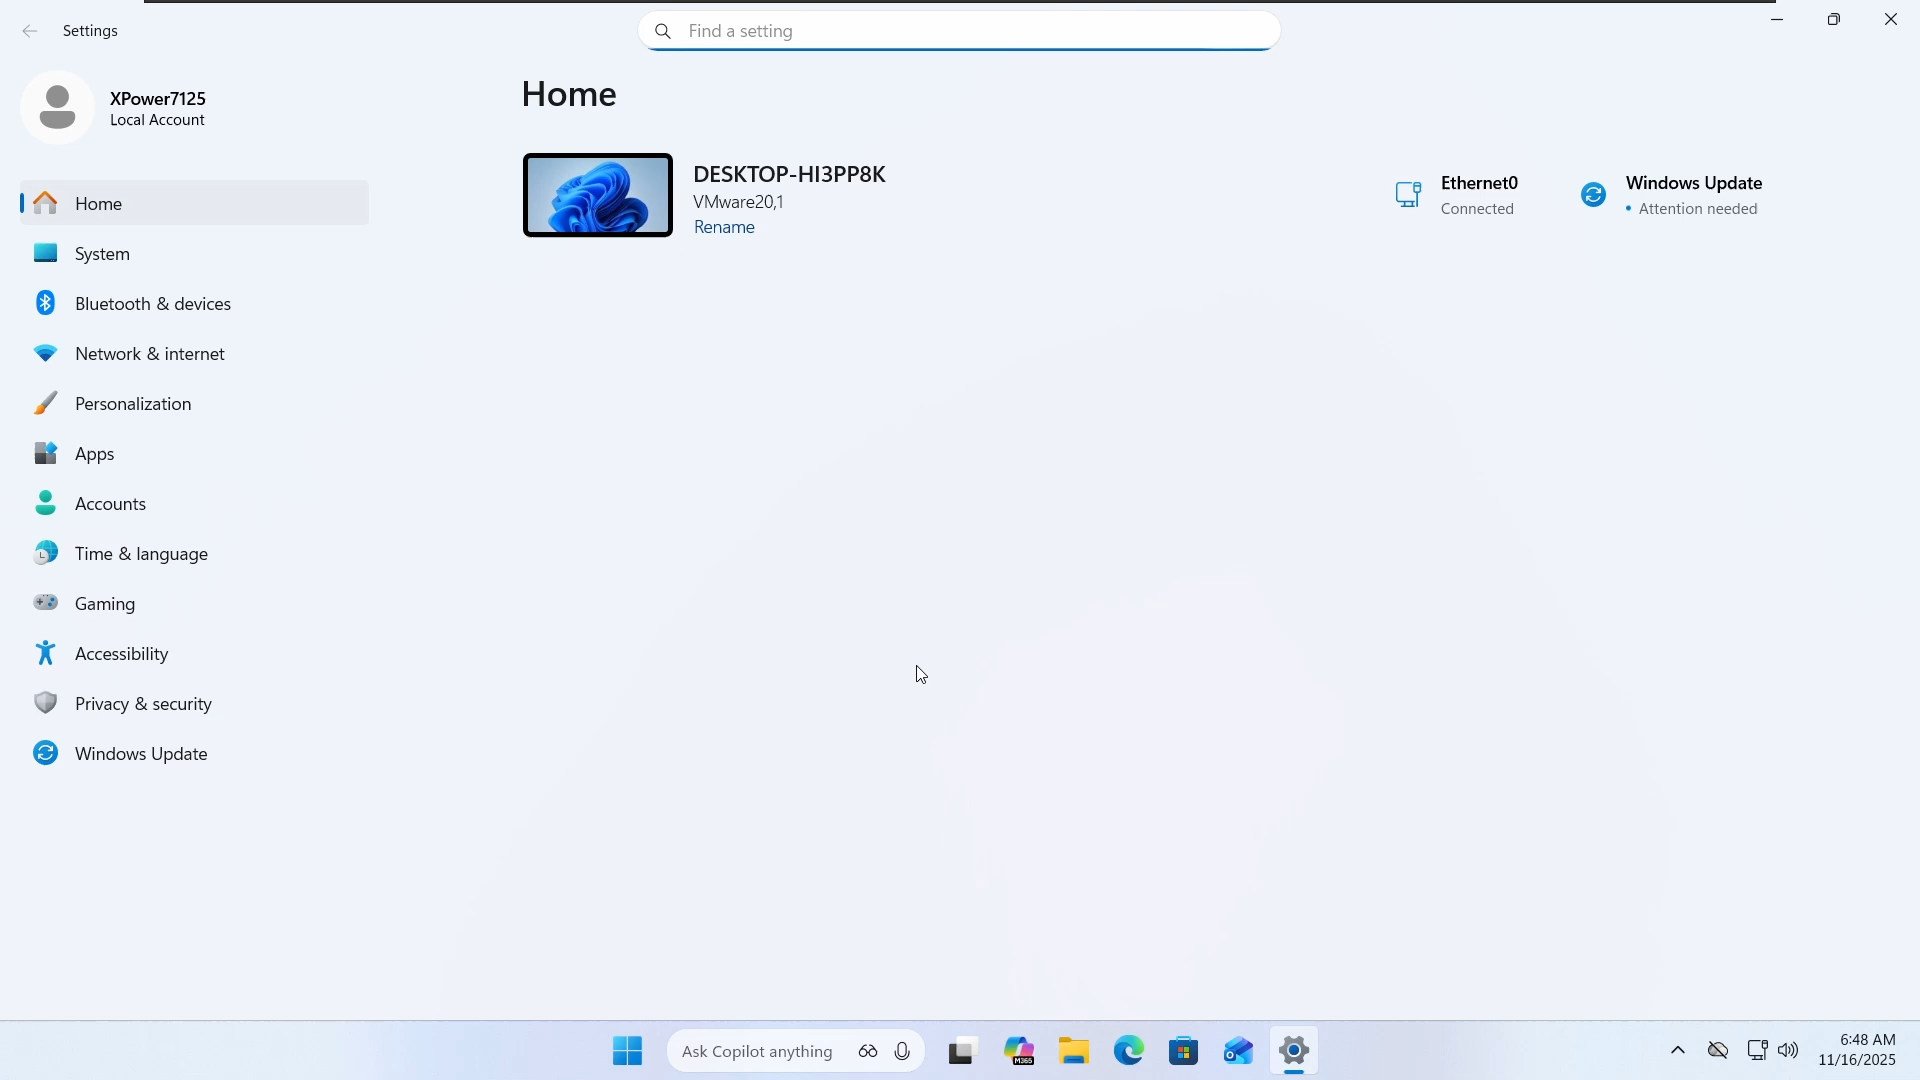 Settings
Find a setting
XPower7125
Local Account
Home
System
Bluetooth & devices
Network & internet
Personalization
Apps
Accounts
Time & language
Gaming
Accessibility
Privacy & security
Windows Update
Home
DESKTOP-HI3PP8K
VMware20,1
Rename
Ethernet0
Connected
Windows Update
• Attention needed
Ask Copilot anything
M365
6:48 AM
11/16/2025